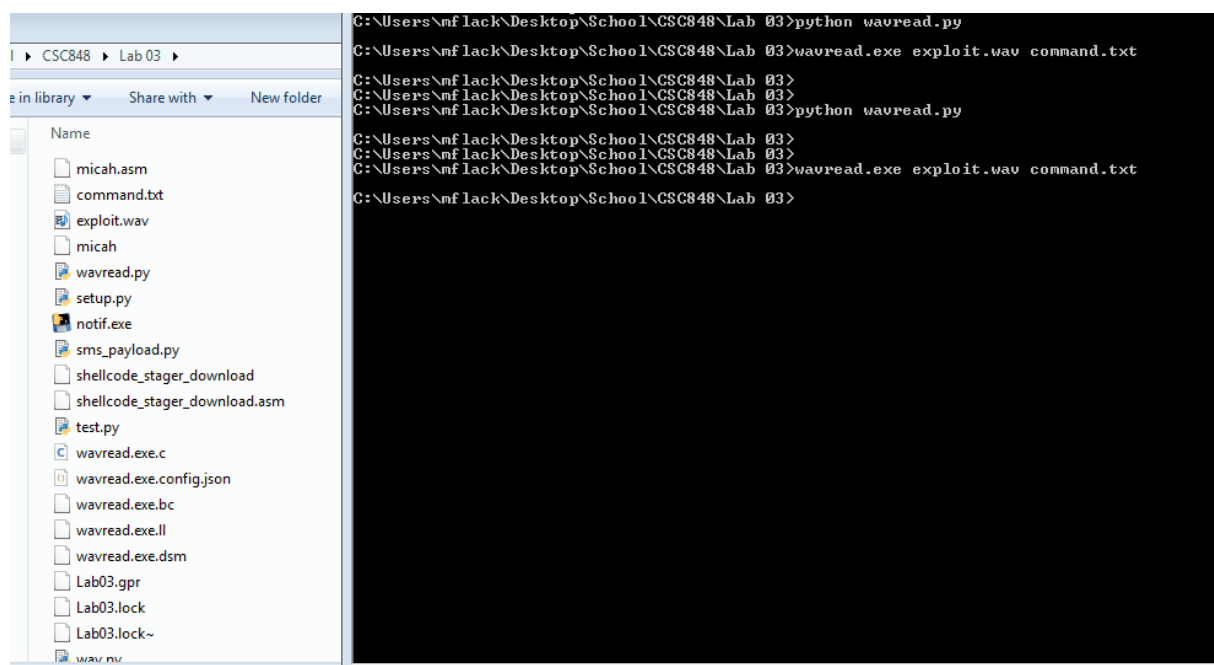 CSC848 ▸ Lab 03 ▸
e in library ▾ Share with ▾ New folder
Name
micah.asm
command.txt
exploit.wav
micah
wavread.py
setup.py
notif.exe
sms_payload.py
shellcode_stager_download
shellcode_stager_download.asm
test.py
wavread.exe.c
wavread.exe.config.json
wavread.exe.bc
wavread.exe.ll
wavread.exe.dsm
Lab03.gpr
Lab03.lock
Lab03.lock~
wav.py
C:\Users\mflack\Desktop\School\CSC848\Lab 03>python wavread.py
C:\Users\mflack\Desktop\School\CSC848\Lab 03>wavread.exe exploit.wav command.txt
C:\Users\mflack\Desktop\School\CSC848\Lab 03>
C:\Users\mflack\Desktop\School\CSC848\Lab 03>
C:\Users\mflack\Desktop\School\CSC848\Lab 03>python wavread.py
C:\Users\mflack\Desktop\School\CSC848\Lab 03>
C:\Users\mflack\Desktop\School\CSC848\Lab 03>
C:\Users\mflack\Desktop\School\CSC848\Lab 03>wavread.exe exploit.wav command.txt
C:\Users\mflack\Desktop\School\CSC848\Lab 03>